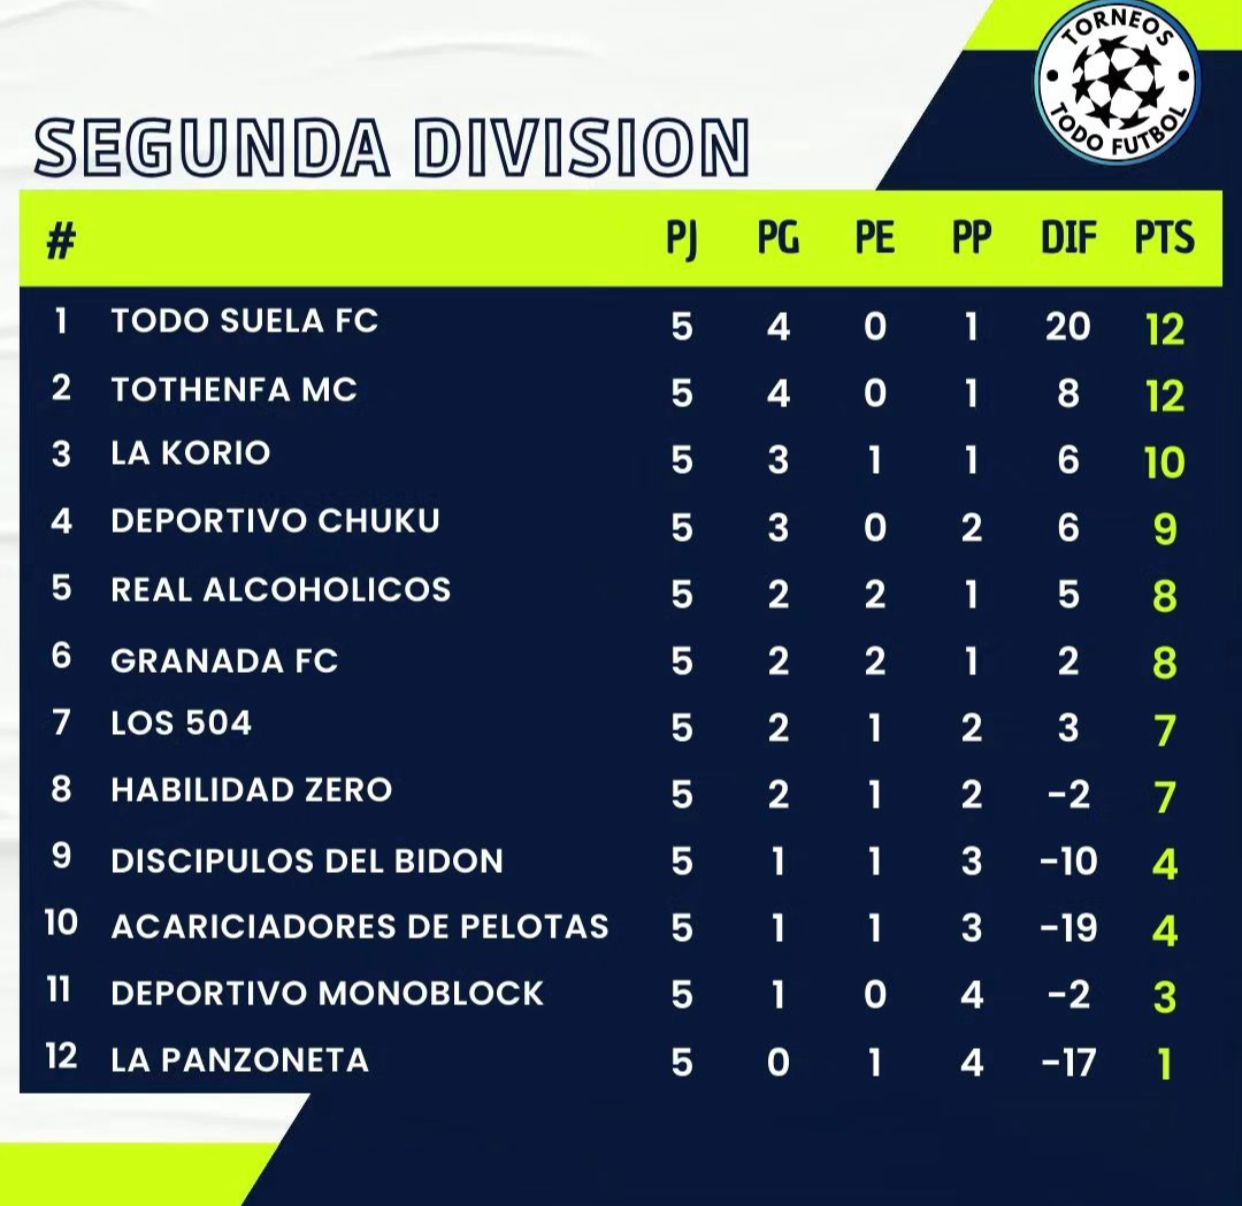 TORNEOS
TODO FUTBOL
SEGUNDA DIVISION
# PJ PG PE PP DIF PTS
1 TODO SUELA FC 5 4 0 1 20 12
2 TOTHENFA MC 5 4 0 1 8 12
3 LA KORIO 5 3 1 1 6 10
4 DEPORTIVO CHUKU 5 3 0 2 6 9
5 REAL ALCOHOLICOS 5 2 2 1 5 8
6 GRANADA FC 5 2 2 1 2 8
7 LOS 504 5 2 1 2 3 7
8 HABILIDAD ZERO 5 2 1 2 -2 7
9 DISCIPULOS DEL BIDON 5 1 1 3 -10 4
10 ACARICIADORES DE PELOTAS 5 1 1 3 -19 4
11 DEPORTIVO MONOBLOCK 5 1 0 4 -2 3
12 LA PANZONETA 5 0 1 4 -17 1